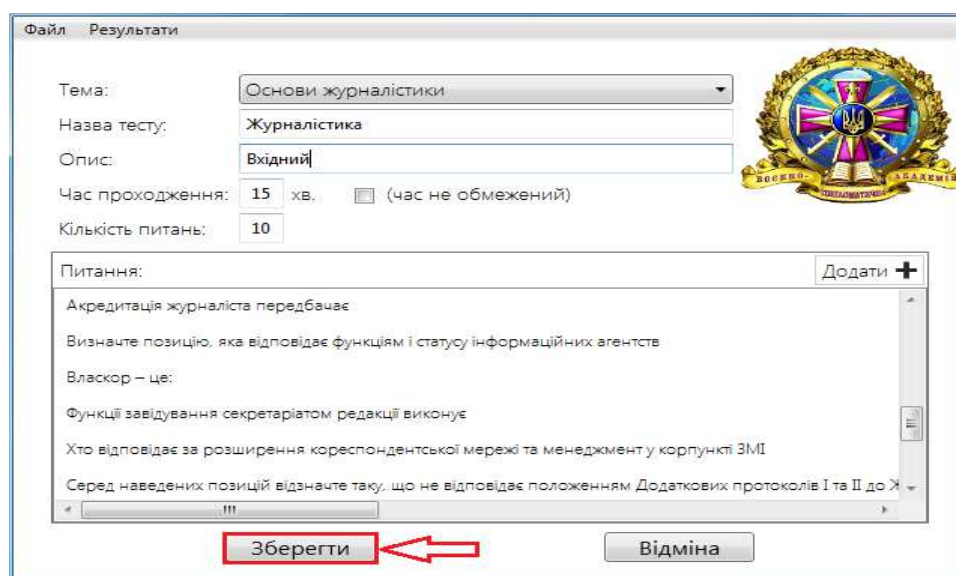 Файл Результати
Тема: Основи журналістики
Назва тесту: Журналістика
Опис: Вхідний
Час проходження: 15 хв. (час не обмежений)
Кількість питань: 10
ВОЄННО- АКАДЕМІЯ
Питання: Додати
Акредитація журналіста передбачає
Визначте позицію, яка відповідає функціям і статусу інформаційних агентств
Власкор – це:
Функції завідування секретаріатом редакції виконує
Хто відповідає за розширення кореспондентської мережі та менеджмент у корпункті ЗМІ
Серед наведених позицій відзначте таку, що не відповідає положенням Додаткових протоколів І та ІІ до Ж
Зберегти Відміна